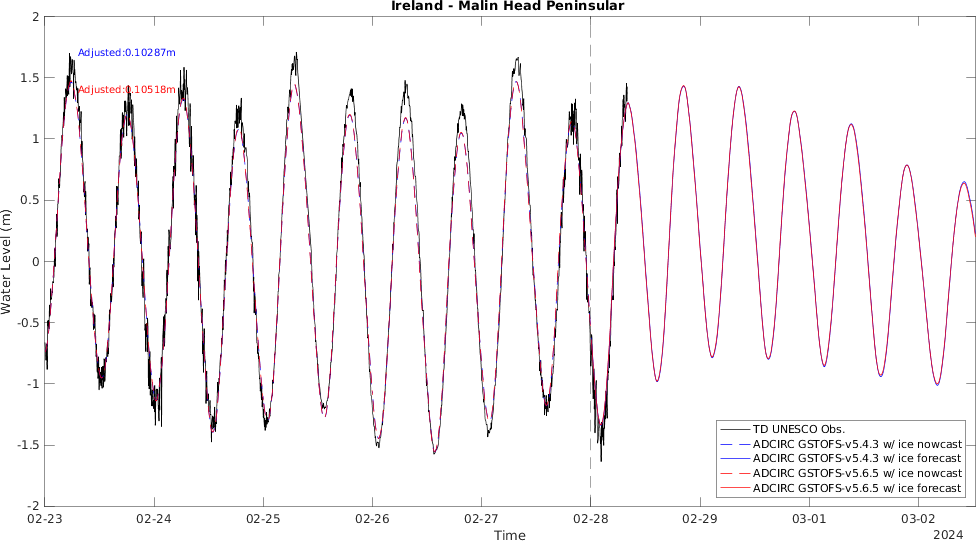 Ireland - Malin Head Peninsular
2
1.5
1
0.5
0
-0.5
-1
-1.5
-2
Water Level (m)
Adjusted:0.10287m
Adjusted:0.10518m
TD UNESCO Obs.
ADCIRC GSTOFS-v5.4.3 w/ ice nowcast
ADCIRC GSTOFS-v5.4.3 w/ ice forecast
ADCIRC GSTOFS-v5.6.5 w/ ice nowcast
ADCIRC GSTOFS-v5.6.5 w/ ice forecast
02-23 02-24 02-25 02-26 02-27 02-28 02-29 03-01 03-02
Time
2024